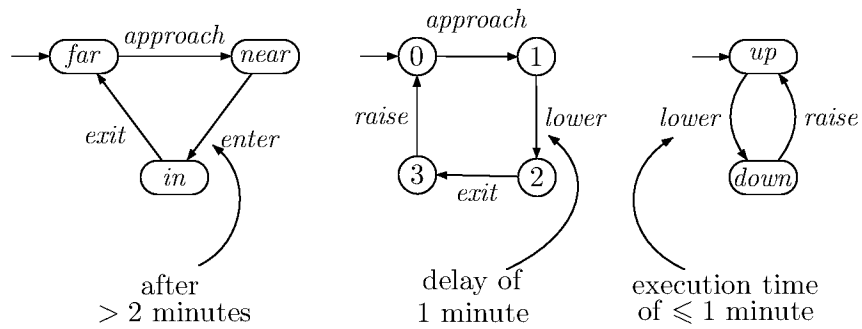 approach
far
near
exit
enter
in
after
> 2 minutes
approach
0
1
raise
lower
3
2
exit
delay of
1 minute
up
lower
raise
down
execution time
of ⩽ 1 minute